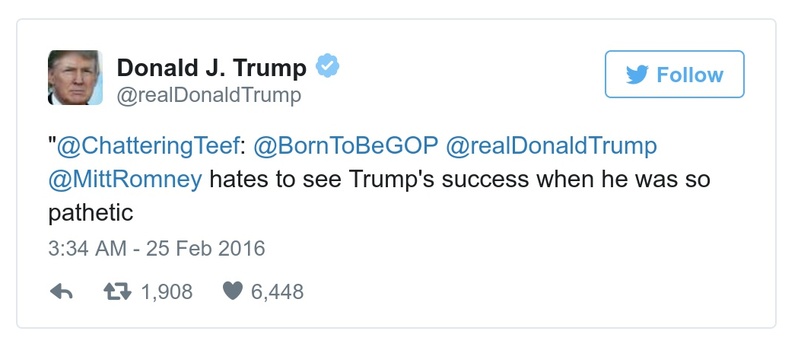 Donald J. Trump
@realDonaldTrump
Follow
"@ChatteringTeef: @BornToBeGOP @realDonaldTrump
@MittRomney hates to see Trump's success when he was so
pathetic
3:34 AM - 25 Feb 2016
1,908 6,448